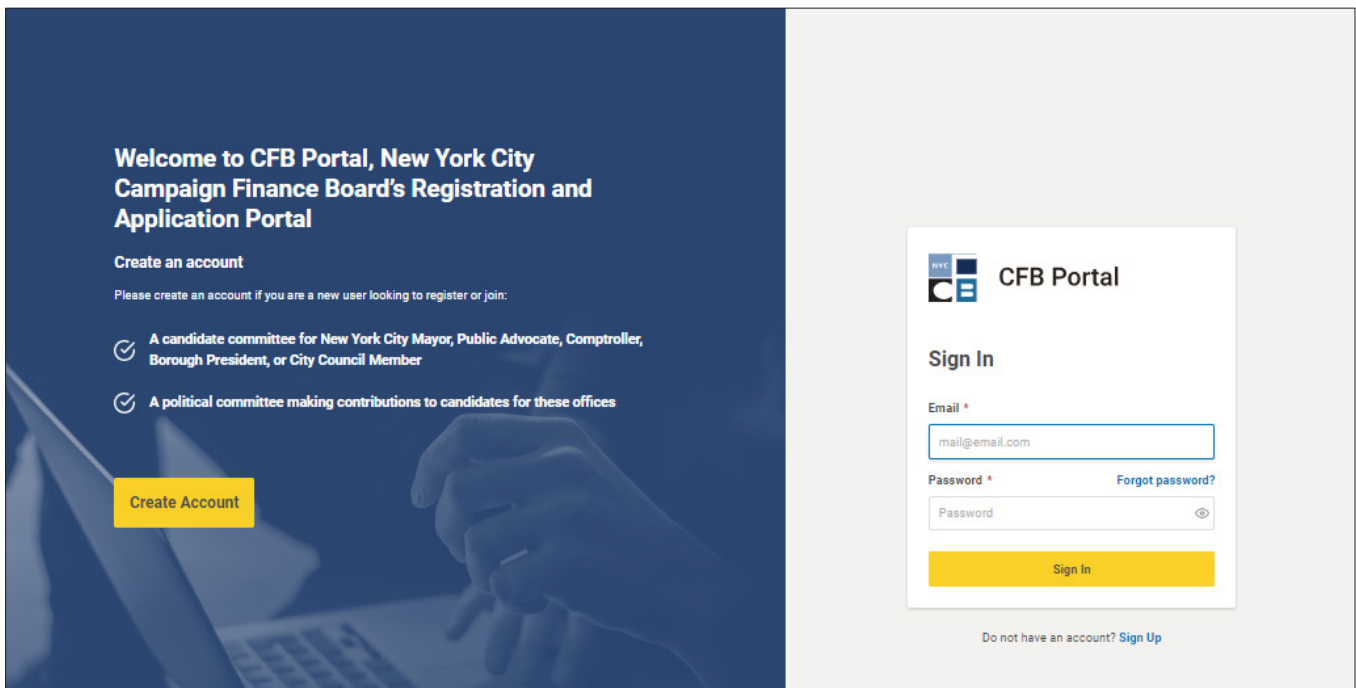 Welcome to CFB Portal, New York City
Campaign Finance Board’s Registration and
Application Portal
Create an account
Please create an account if you are a new user looking to register or join:
A candidate committee for New York City Mayor, Public Advocate, Comptroller,
Borough President, or City Council Member
A political committee making contributions to candidates for these offices
Create Account
NYC
CFB Portal
Sign In
Email *
mail@email.com
Password * Forgot password?
Password
Sign In
Do not have an account? Sign Up